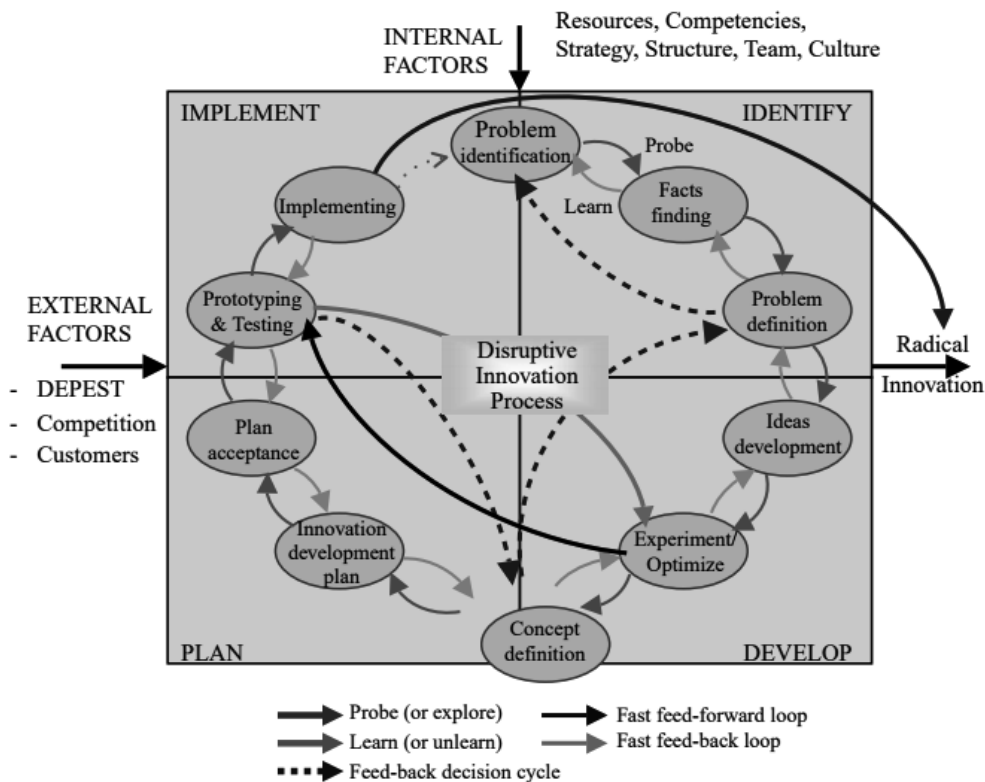 INTERNAL
FACTORS
Resources, Competencies,
Strategy, Structure, Team, Culture
IMPLEMENT
IDENTIFY
Problem
identification
Probe
Learn
Facts
finding
Implementing
Prototyping
& Testing
Problem
definition
EXTERNAL
FACTORS
- DEPEST
- Competition
- Customers
Disruptive
Innovation
Process
Radical
Innovation
Plan
acceptance
Ideas
development
Innovation
development
plan
Experiment/
Optimize
Concept
definition
PLAN
DEVELOP
Probe (or explore)
Learn (or unlearn)
Feed-back decision cycle
Fast feed-forward loop
Fast feed-back loop